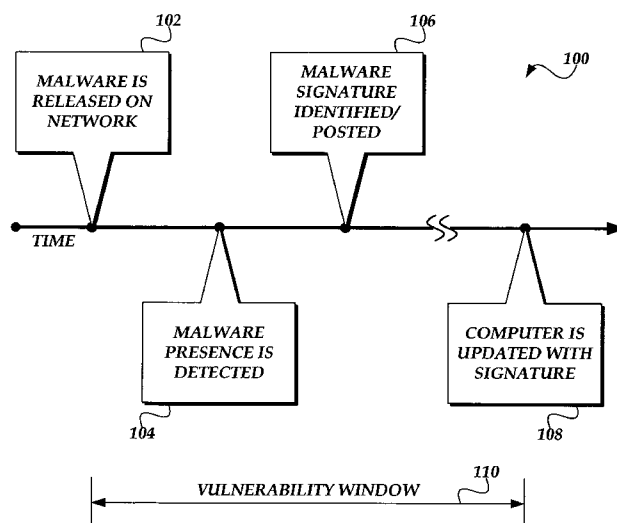 102
106
100
MALWARE IS
RELEASED ON
NETWORK
MALWARE
SIGNATURE
IDENTIFIED/
POSTED
TIME
MALWARE
PRESENCE IS
DETECTED
COMPUTER IS
UPDATED WITH
SIGNATURE
104
108
VULNERABILITY WINDOW
110